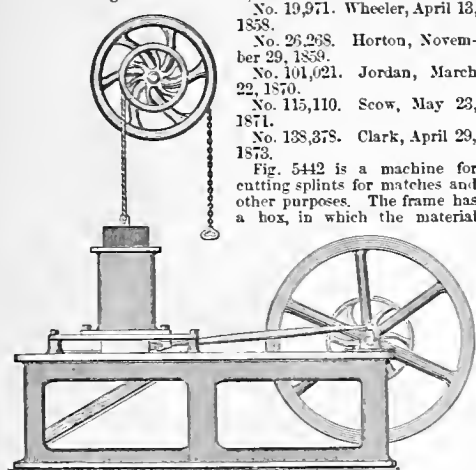 No. 19,971. Wheeler, April 13,
1858.
No. 26,268. Horton, Novem-
ber 29, 1859.
No. 101,021. Jordan, March
22, 1870.
No. 115,110. Scow, May 23,
1871.
No. 138,378. Clark, April 29,
1873.
Fig. 5442 is a machine for
cutting splints for matches and
other purposes. The frame has
a box, in which the material